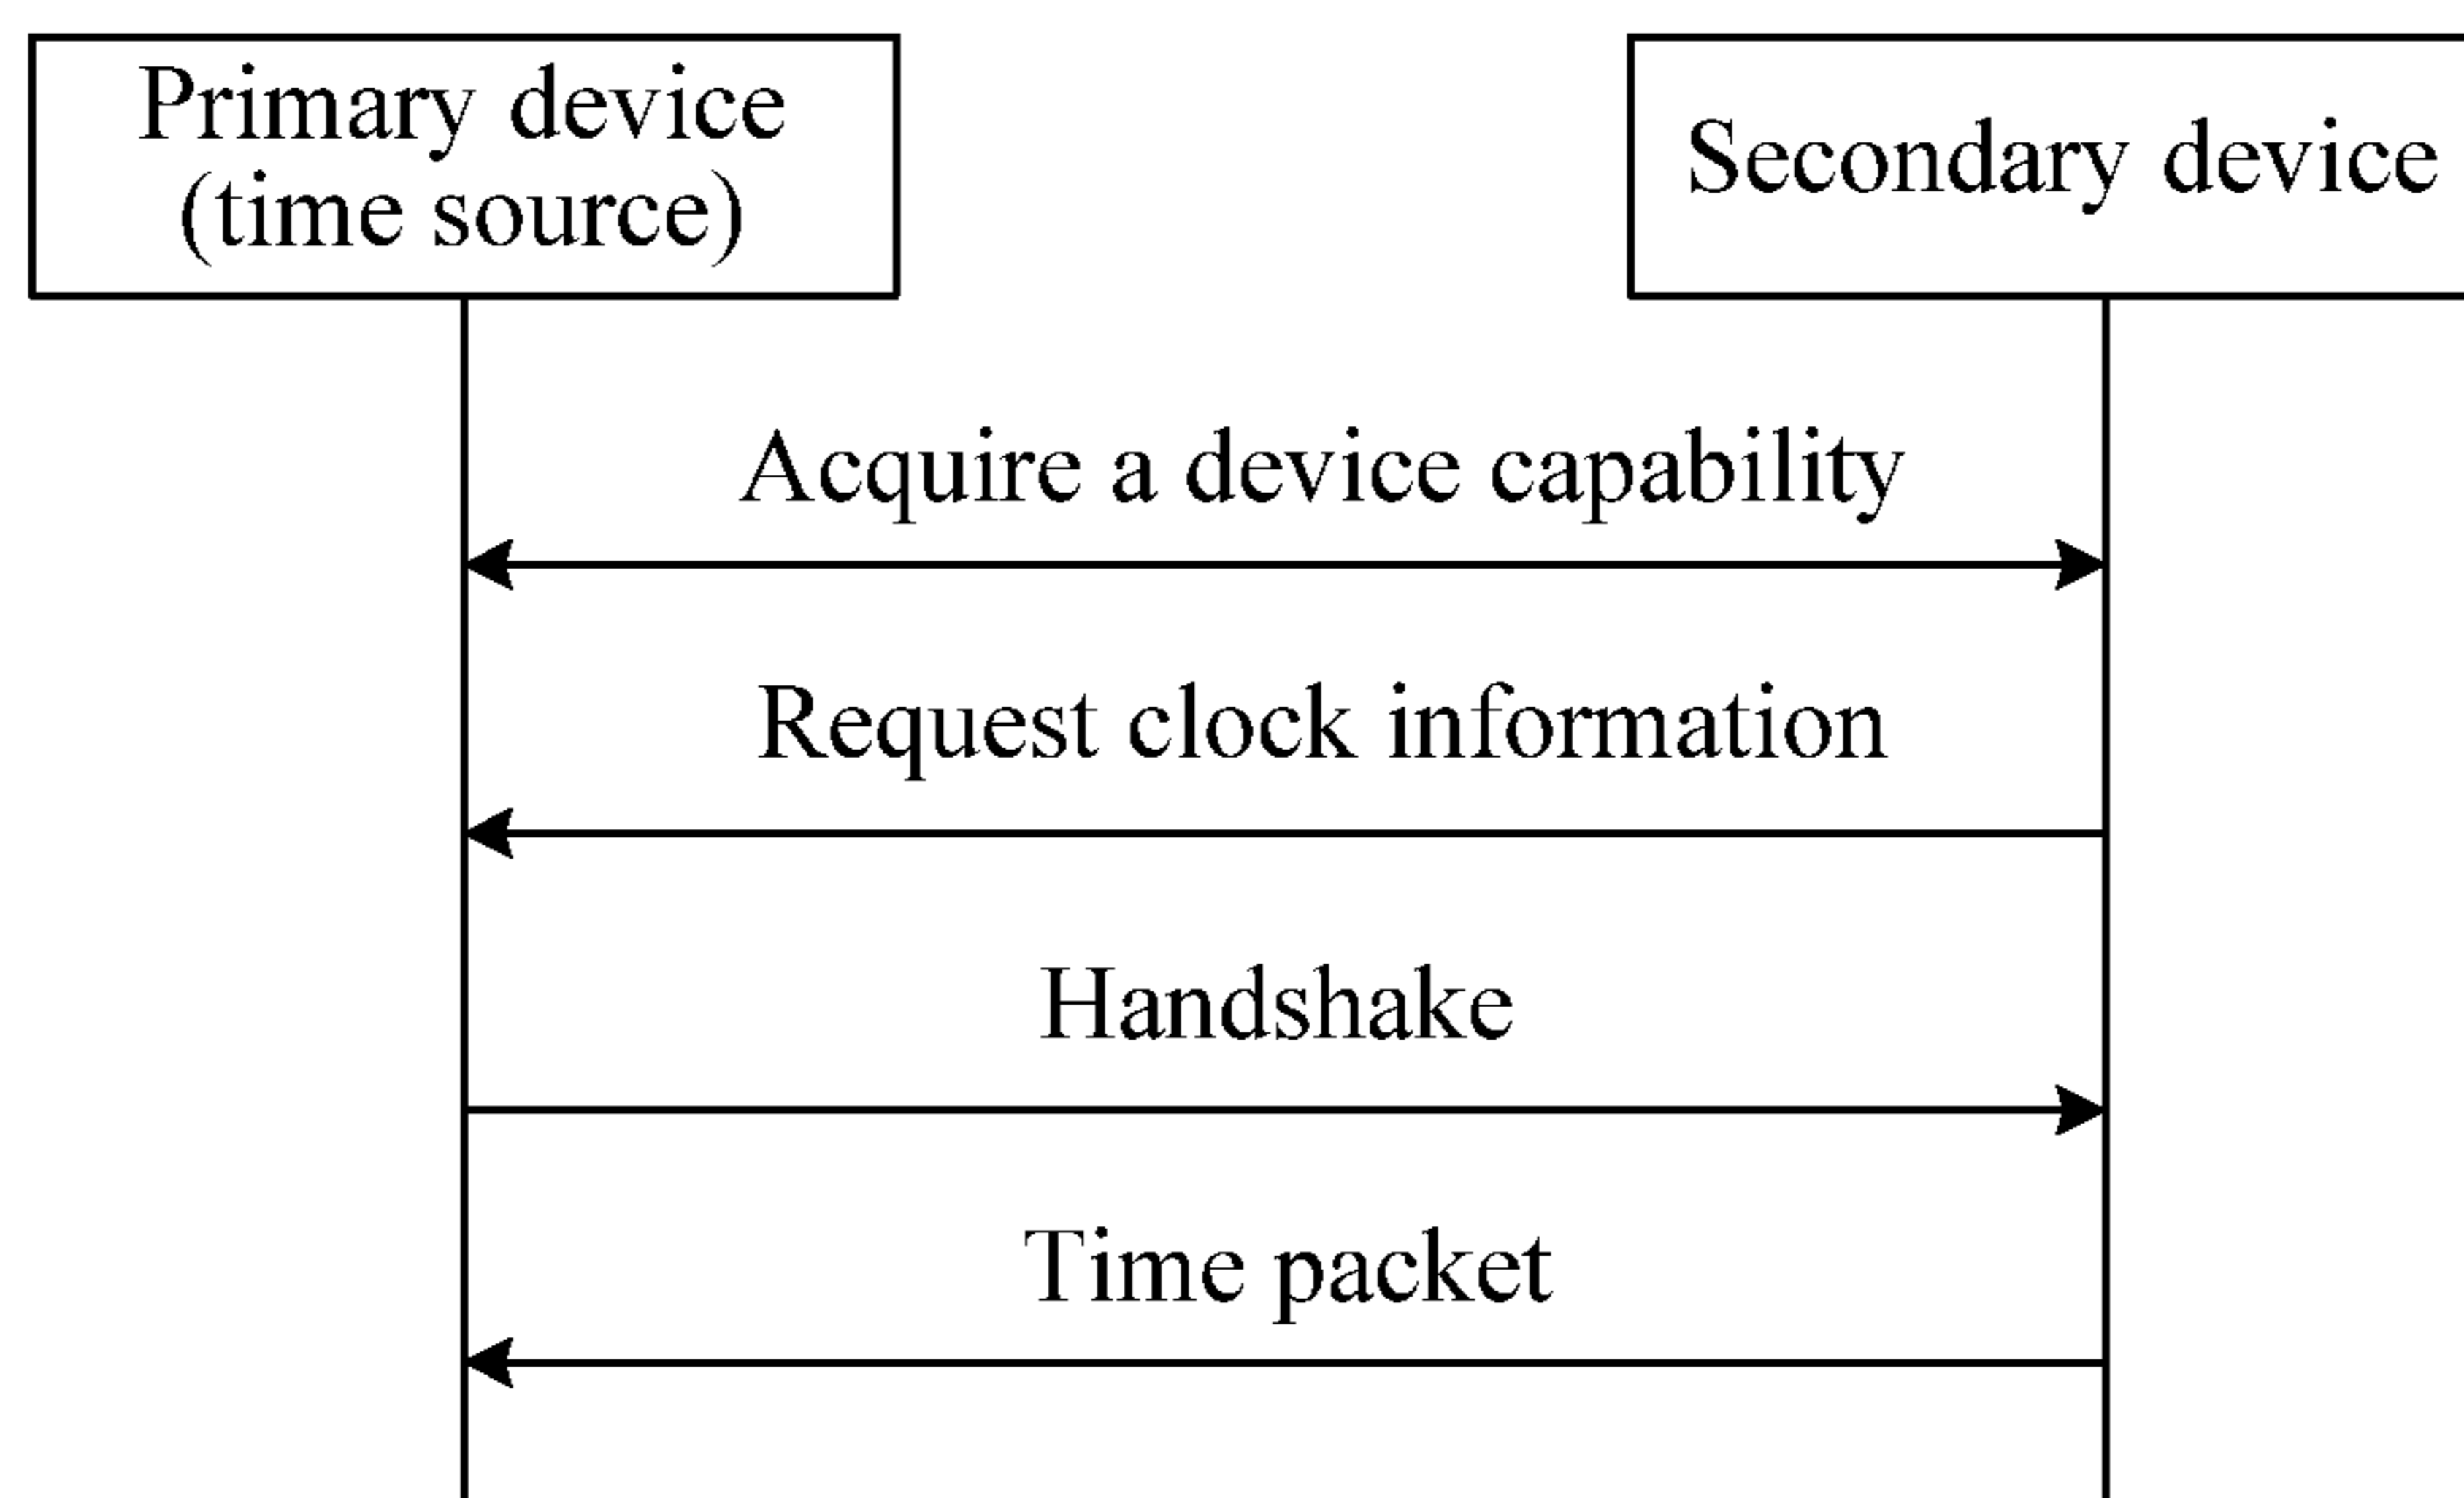 Primary device
(time source)
Secondary device
Acquire a device capability
Request clock information
Handshake
Time packet